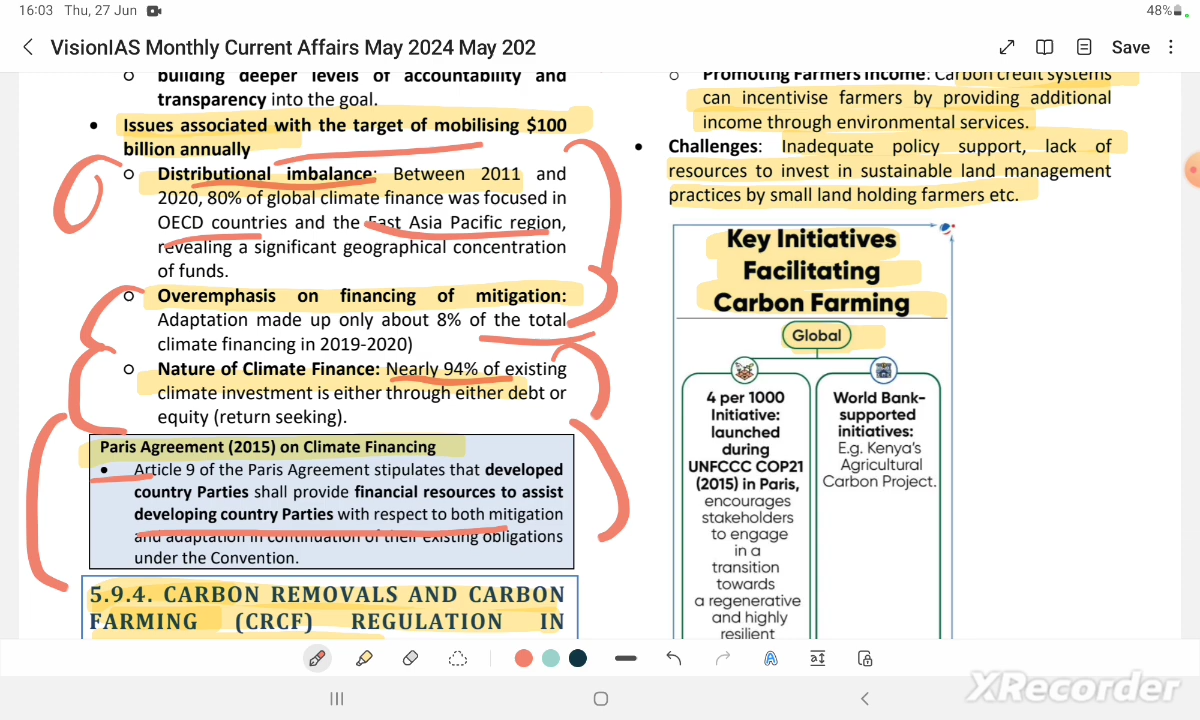 16:03 Thu, 27 Jun
48%
VisionIAS Monthly Current Affairs May 2024 May 202
Save
o building deeper levels of accountability and
transparency into the goal.
• Issues associated with the target of mobilising $100
billion annually
o Distributional imbalance: Between 2011 and
2020, 80% of global climate finance was focused in
OECD countries and the East Asia Pacific region,
revealing a significant geographical concentration
of funds.
o Overemphasis on financing of mitigation:
Adaptation made up only about 8% of the total
climate financing in 2019-2020)
o Nature of Climate Finance: Nearly 94% of existing
climate investment is either through either debt or
equity (return seeking).
Paris Agreement (2015) on Climate Financing
• Article 9 of the Paris Agreement stipulates that developed
country Parties shall provide financial resources to assist
developing country Parties with respect to both mitigation
and adaptation in continuation of their existing obligations
under the Convention.
5.9.4. CARBON REMOVALS AND CARBON
FARMING (CRCF) REGULATION IN
o Promoting Farmers Income: Carbon credit systems
can incentivise farmers by providing additional
income through environmental services.
• Challenges: Inadequate policy support, lack of
resources to invest in sustainable land management
practices by small land holding farmers etc.
Key Initiatives
Facilitating
Carbon Farming
Global
4 per 1000
Initiative:
launched
during
UNFCCC COP21
(2015) in Paris,
encourages
stakeholders
to engage
in a
transition
towards
a regenerative
and highly
resilient
World Bank-
supported
initiatives:
E.g. Kenya's
Agricultural
Carbon Project.
XRecorder